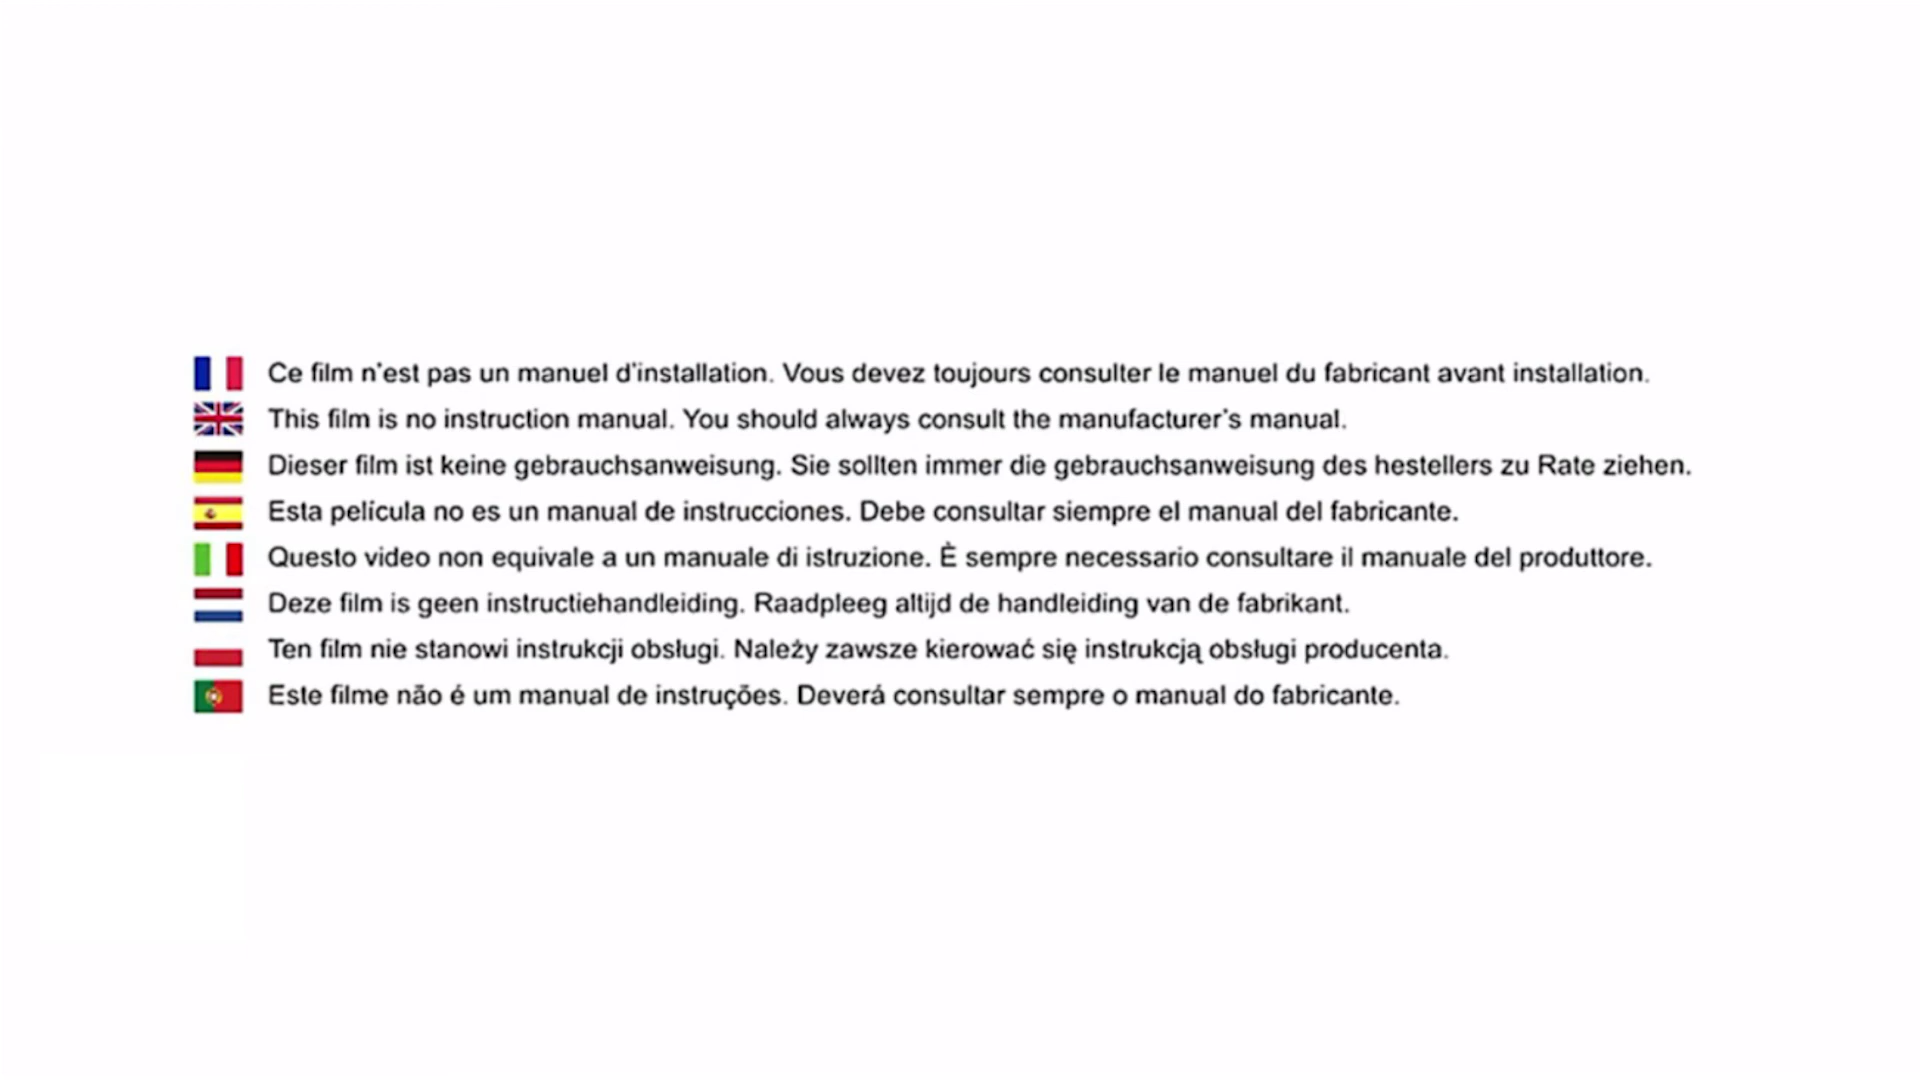 Ce film n'est pas un manuel d'installation. Vous devez toujours consulter le manuel du fabricant avant installation.
This film is no instruction manual. You should always consult the manufacturer's manual.
Dieser film ist keine gebrauchsanweisung. Sie sollten immer die gebrauchsanweisung des hestellers zu Rate ziehen.
Esta película no es un manual de instrucciones. Debe consultar siempre el manual del fabricante.
Questo video non equivale a un manuale di istruzione. È sempre necessario consultare il manuale del produttore.
Deze film is geen instructiehandleiding. Raadpleeg altijd de handleiding van de fabrikant.
Ten film nie stanowi instrukcji obsługi. Należy zawsze kierować się instrukcją obsługi producenta.
Este filme não é um manual de instruções. Deverá consultar sempre o manual do fabricante.